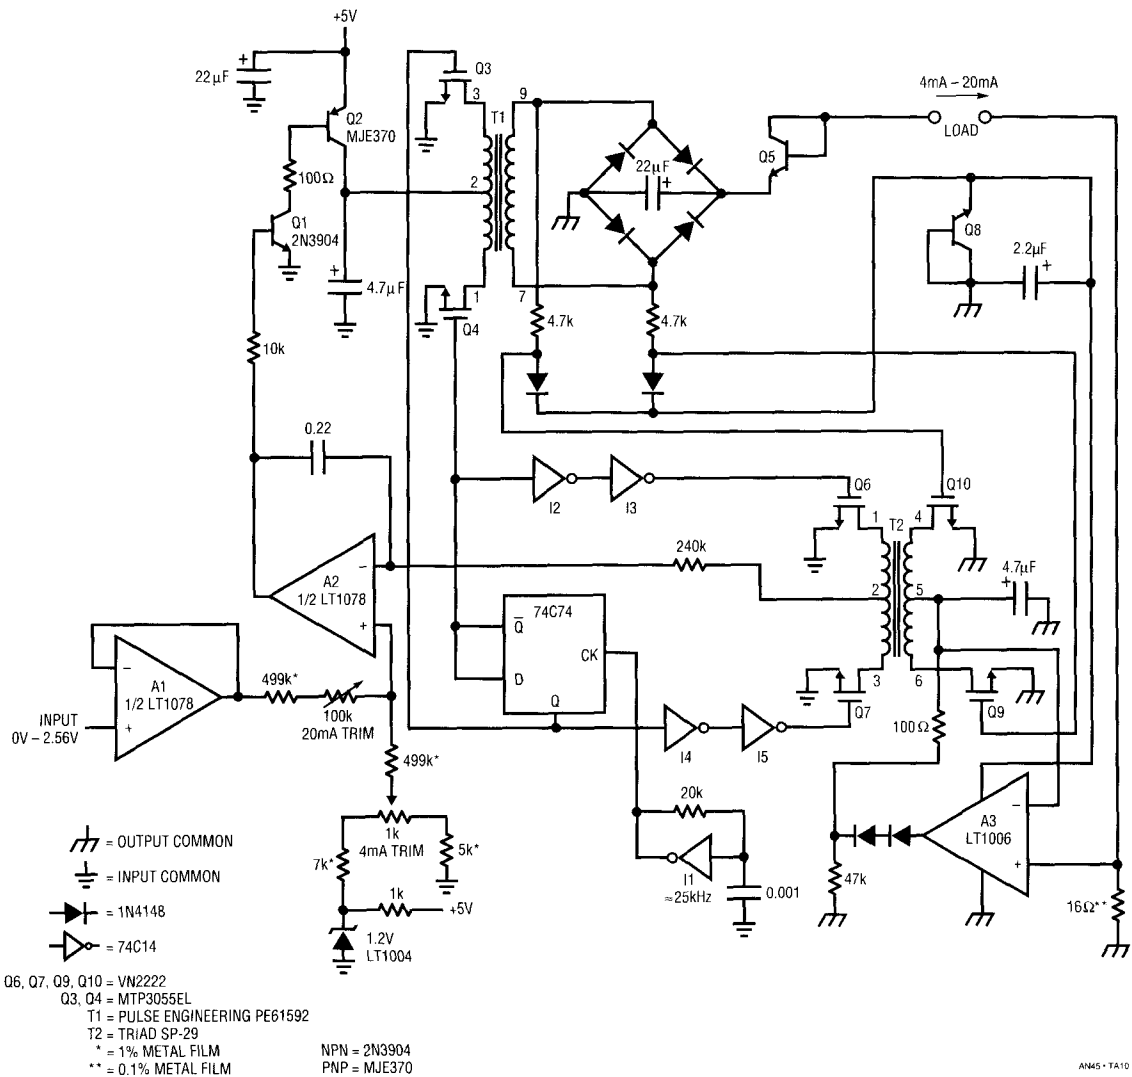 +5V
22µF
+
Q2
MJE370
100Ω
Q1
2N3904
+
4.7µF
10k
Q3
3
T1
9
2
1
7
Q4
22µF
+
Q5
4mA – 20mA
LOAD
Q8
2.2µF
+
4.7k
4.7k
0.22
I2
I3
Q6
Q10
1
T2
4
240k
2
5
4.7µF
+
3
6
Q7
Q9
A2
1/2 LT1078
–
+
74C74
Q̅
D
CK
Q
A1
1/2 LT1078
–
+
INPUT
0V – 2.56V
499k*
100k
20mA TRIM
499k*
I4
I5
100Ω
20k
A3
LT1006
–
+
1k
4mA TRIM
7k*
5k*
1k
+5V
1.2V
LT1004
I1
≈25kHz
0.001
47k
16Ω**
= OUTPUT COMMON
= INPUT COMMON
= 1N4148
= 74C14
Q6, Q7, Q9, Q10 = VN2222
Q3, Q4 = MTP3055EL
T1 = PULSE ENGINEERING PE61592
T2 = TRIAD SP-29
* = 1% METAL FILM
** = 0.1% METAL FILM
NPN = 2N3904
PNP = MJE370
AN45 • TA10